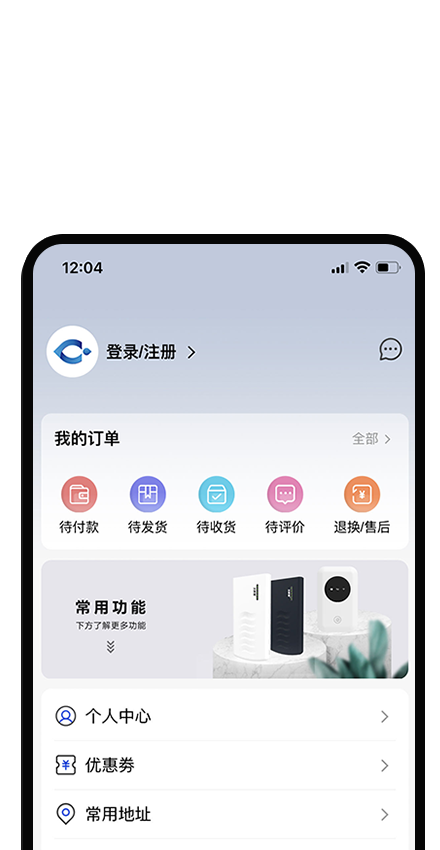 12:04
登录/注册
我的订单 全部
待付款 待发货 待收货 待评价 退换/售后
常用功能
下方了解更多功能
个人中心
优惠券
常用地址